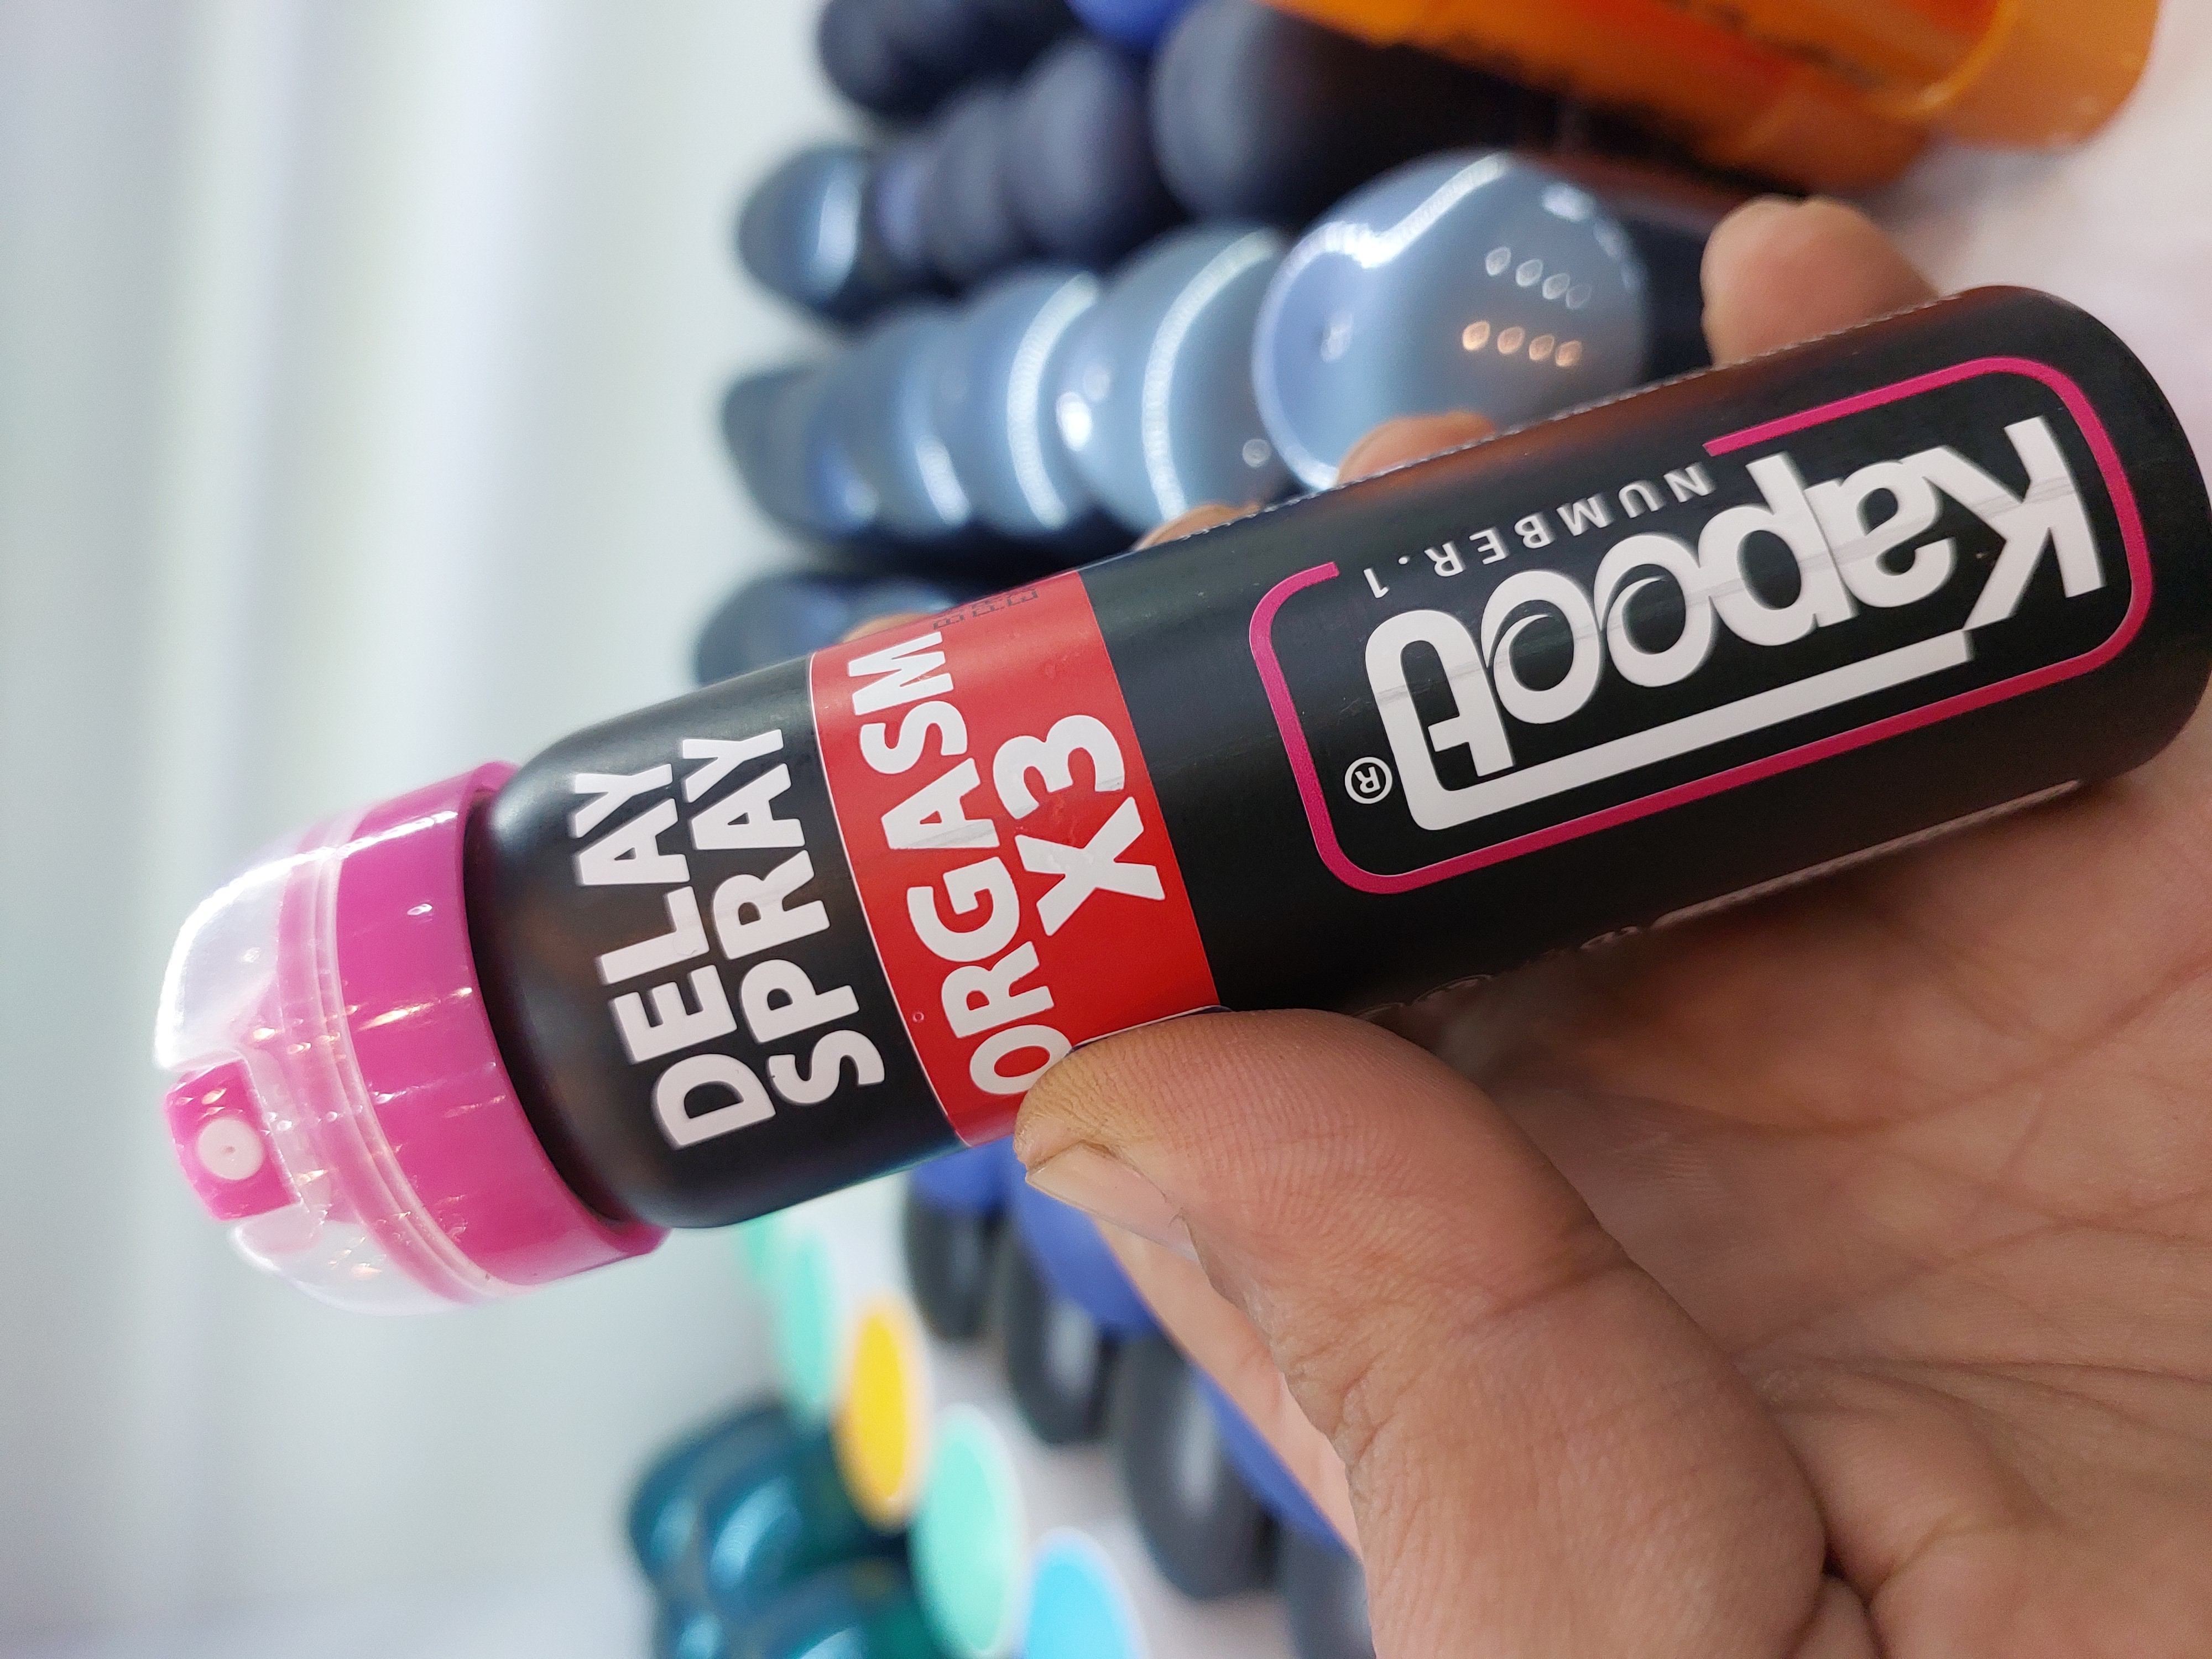 DELAY
SPRAY
ORGASM
X3
Kapoot®
NUMBER.1